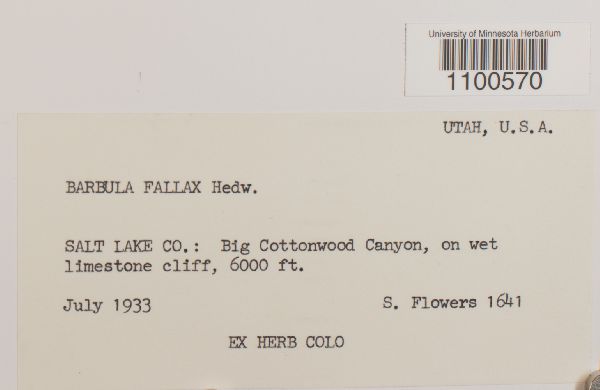 University of Minnesota Herbarium
1100570
UTAH, U.S.A.
BARBULA FALLAX Hedw.
SALT LAKE CO.: Big Cottonwood Canyon, on wet
limestone cliff, 6000 ft.
July 1933 S. Flowers 1641
EX HERB COLO